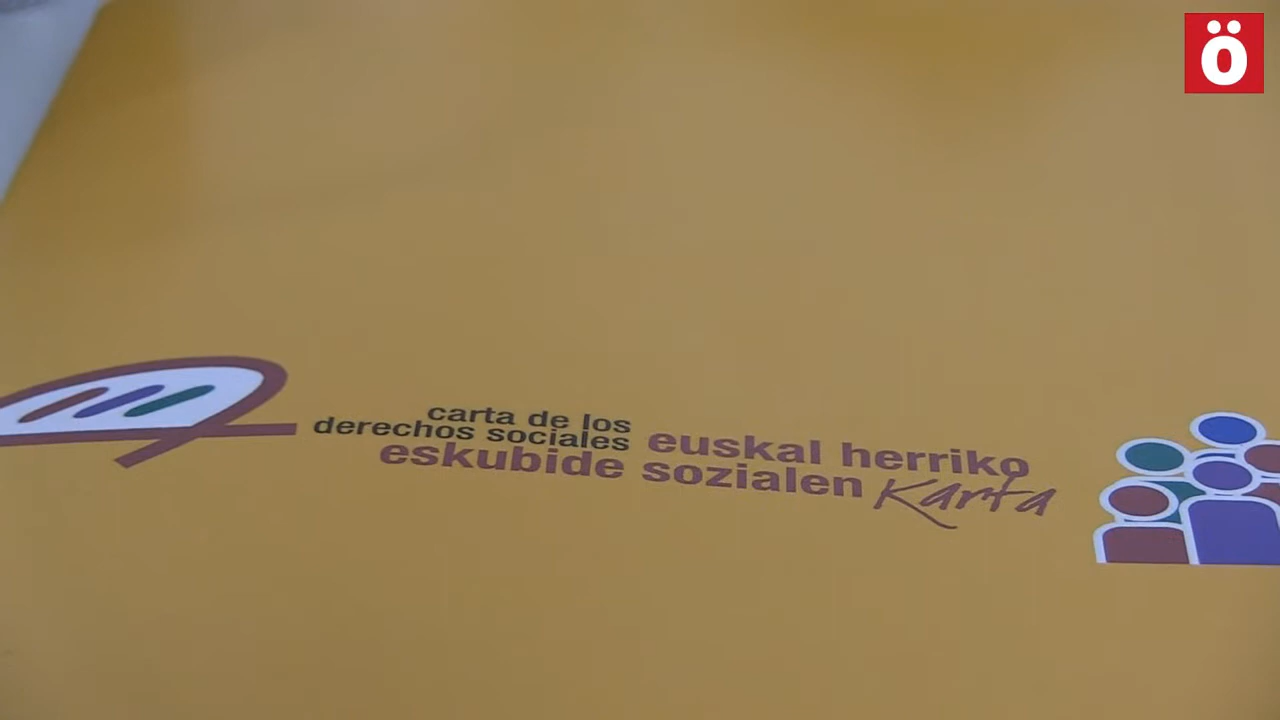 ö
carta de los
derechos sociales
euskal herriko
eskubide sozialen Karta